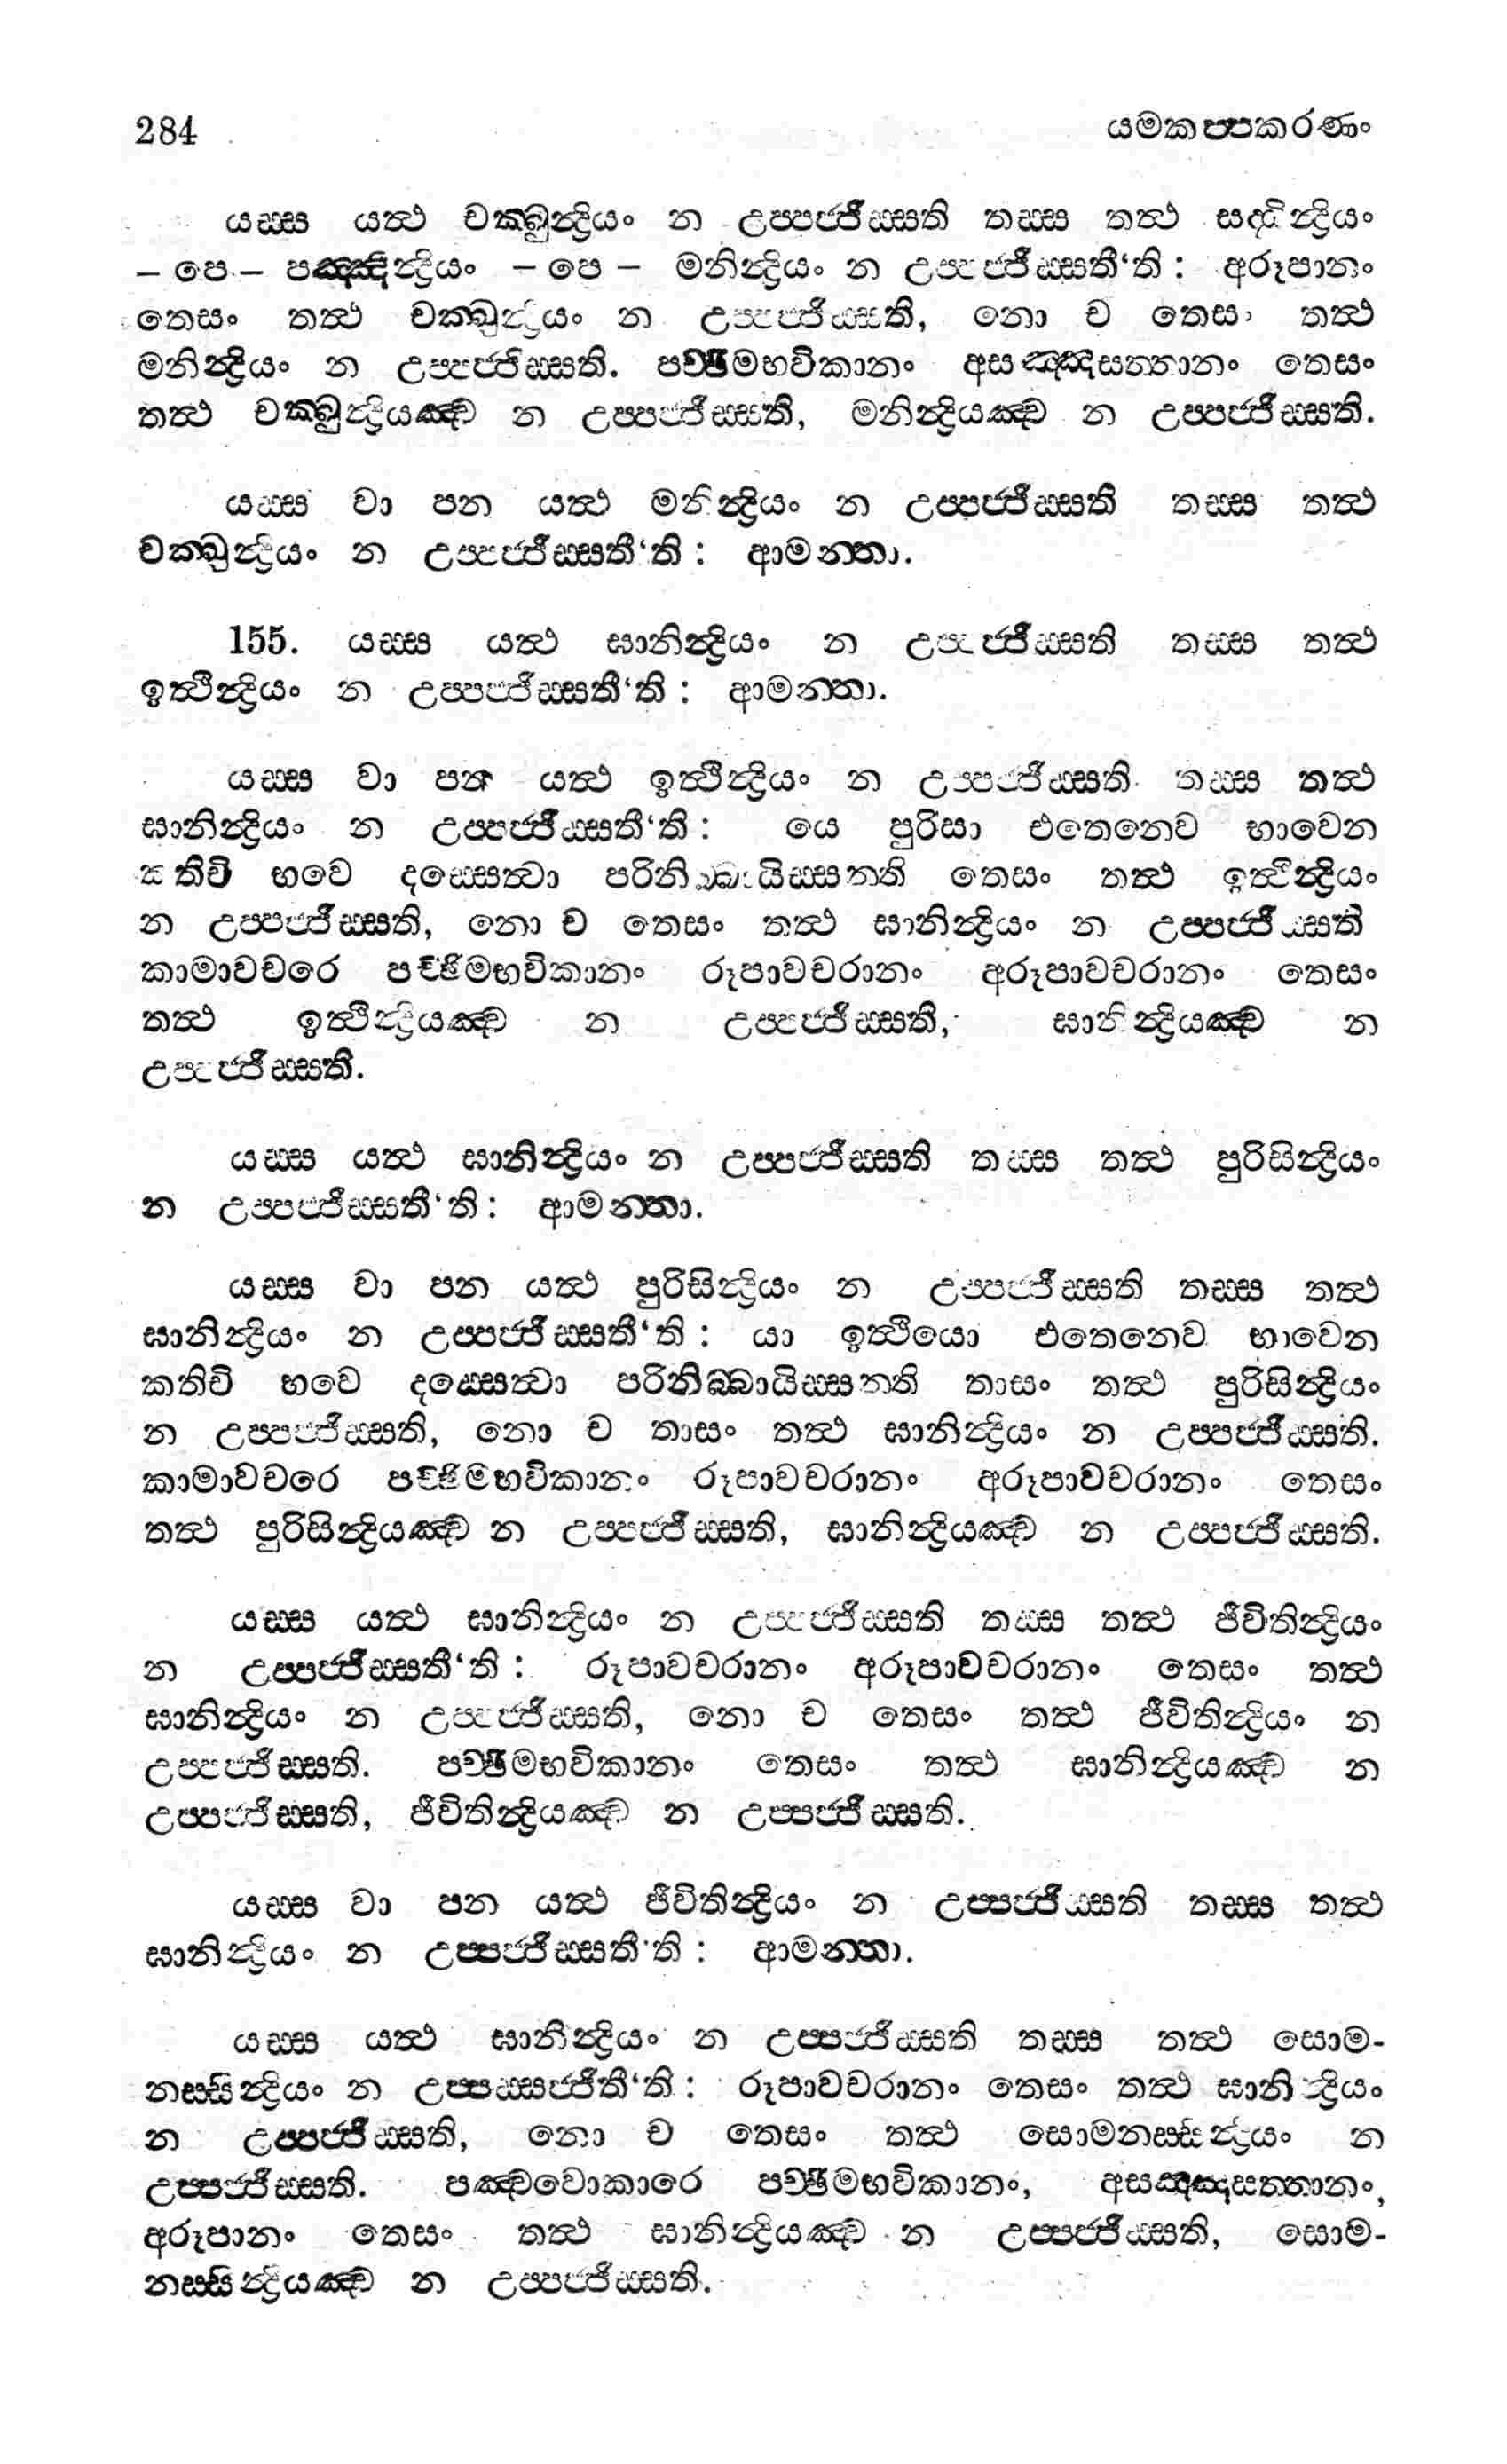 284 යමකප්පකරණං
යස්ස යත්ථ චක්ඛුන්ද්‍රියං න උප්පජ්ජිස්සති තස්ස තත්ථ සද්ධින්ද්‍රියං
– පෙ – පඤ්ඤින්ද්‍රියං – පෙ – මනින්ද්‍රියං න උප්පජ්ජිස්සතී‘ති : අරූපානං
තෙසං තත්ථ චක්ඛුන්ද්‍රියං න උප්පජ්ජිස්සති, නො ච තෙසං තත්ථ
මනින්ද්‍රියං න උප්පජ්ජිස්සති. පච්ඡිමභවිකානං අසඤ්ඤසත්තානං තෙසං
තත්ථ චක්ඛුන්ද්‍රියඤ්ච න උප්පජ්ජිස්සති, මනින්ද්‍රියඤ්ච න උප්පජ්ජිස්සති.
යස්ස වා පන යත්ථ මනින්ද්‍රියං න උප්පජ්ජිස්සති තස්ස තත්ථ
චක්ඛුන්ද්‍රියං න උප්පජ්ජිස්සතී‘ති : ආමන්තා.
155. යස්ස යත්ථ ඝානින්ද්‍රියං න උප්පජ්ජිස්සති තස්ස තත්ථ
ඉත්ථින්ද්‍රියං න උප්පජ්ජිස්සතී‘ති : ආමන්තා.
යස්ස වා පන යත්ථ ඉත්ථින්ද්‍රියං න උප්පජ්ජිස්සති තස්ස තත්ථ
ඝානින්ද්‍රියං න උප්පජ්ජිස්සතී‘ති : යෙ පුරිසා එතෙනෙව භාවෙන
කතිචි භවෙ දස්සෙත්වා පරිනිබ්බායිස්සන්ති තෙසං තත්ථ ඉත්ථින්ද්‍රියං
න උප්පජ්ජිස්සති, නො ච තෙසං තත්ථ ඝානින්ද්‍රියං න උප්පජ්ජිස්සති
කාමාවචරෙ පච්ඡිමභවිකානං රූපාවචරානං අරූපාවචරානං තෙසං
තත්ථ ඉත්ථින්ද්‍රියඤ්ච න උප්පජ්ජිස්සති, ඝානින්ද්‍රියඤ්ච න
උප්පජ්ජිස්සති.
යස්ස යත්ථ ඝානින්ද්‍රියං න උප්පජ්ජිස්සති තස්ස තත්ථ පුරිසින්ද්‍රියං
න උප්පජ්ජිස්සතී‘ති : ආමන්තා.
යස්ස වා පන යත්ථ පුරිසින්ද්‍රියං න උප්පජ්ජිස්සති තස්ස තත්ථ
ඝානින්ද්‍රියං න උප්පජ්ජිස්සතී‘ති : යා ඉත්ථියො එතෙනෙව භාවෙන
කතිචි භවෙ දස්සෙත්වා පරිනිබ්බායිස්සන්ති තාසං තත්ථ පුරිසින්ද්‍රියං
න උප්පජ්ජිස්සති, නො ච තාසං තත්ථ ඝානින්ද්‍රියං න උප්පජ්ජිස්සති.
කාමාවචරෙ පච්ඡිමභවිකානං රූපාවචරානං අරූපාවචරානං තෙසං
තත්ථ පුරිසින්ද්‍රියඤ්ච න උප්පජ්ජිස්සති, ඝානින්ද්‍රියඤ්ච න උප්පජ්ජිස්සති.
යස්ස යත්ථ ඝානින්ද්‍රියං න උප්පජ්ජිස්සති තස්ස තත්ථ ජීවිතින්ද්‍රියං
න උප්පජ්ජිස්සතී‘ති : රූපාවචරානං අරූපාවචරානං තෙසං තත්ථ
ඝානින්ද්‍රියං න උප්පජ්ජිස්සති, නො ච තෙසං තත්ථ ජීවිතින්ද්‍රියං න
උප්පජ්ජිස්සති. පච්ඡිමභවිකානං තෙසං තත්ථ ඝානින්ද්‍රියඤ්ච න
උප්පජ්ජිස්සති, ජීවිතින්ද්‍රියඤ්ච න උප්පජ්ජිස්සති.
යස්ස වා පන යත්ථ ජීවිතින්ද්‍රියං න උප්පජ්ජිස්සති තස්ස තත්ථ
ඝානින්ද්‍රියං න උප්පජ්ජිස්සතී‘ති : ආමන්තා.
යස්ස යත්ථ ඝානින්ද්‍රියං න උප්පජ්ජිස්සති තස්ස තත්ථ සොම-
නස්සින්ද්‍රියං න උප්පස්සජ්ජිතී‘ති : රූපාවචරානං තෙසං තත්ථ ඝානින්ද්‍රියං
න උප්පජ්ජිස්සති, නො ච තෙසං තත්ථ සොමනස්සින්ද්‍රියං න
උප්පජ්ජිස්සති. පඤ්චවොකාරෙ පච්ඡිමභවිකානං, අසඤ්ඤසත්තානං,
අරූපානං තෙසං තත්ථ ඝානින්ද්‍රියඤ්ච න උප්පජ්ජිස්සති, සොම-
නස්සින්ද්‍රියඤ්ච න උප්පජ්ජිස්සති.